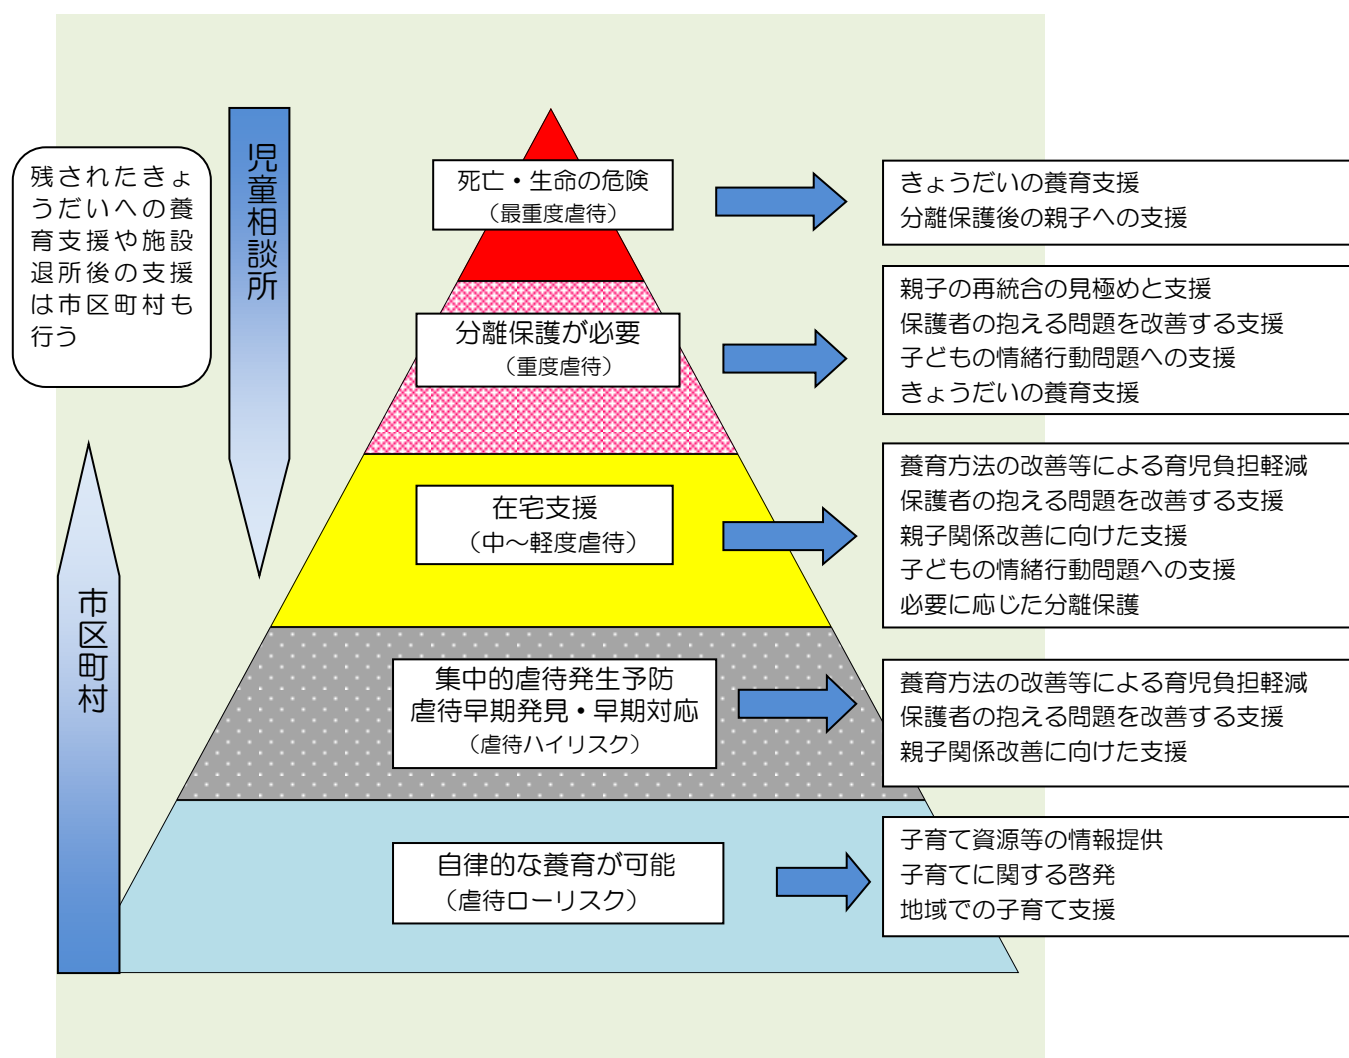 残されたきょ
うだいへの養
育支援や施設
退所後の支援
は市区町村も
行う
児童相談所
市区町村
死亡・生命の危険
（最重度虐待）
きょうだいの養育支援
分離保護後の親子への支援
分離保護が必要
（重度虐待）
親子の再統合の見極めと支援
保護者の抱える問題を改善する支援
子どもの情緒行動問題への支援
きょうだいの養育支援
在宅支援
（中～軽度虐待）
養育方法の改善等による育児負担軽減
保護者の抱える問題を改善する支援
親子関係改善に向けた支援
子どもの情緒行動問題への支援
必要に応じた分離保護
集中的虐待発生予防
虐待早期発見・早期対応
（虐待ハイリスク）
養育方法の改善等による育児負担軽減
保護者の抱える問題を改善する支援
親子関係改善に向けた支援
自律的な養育が可能
（虐待ローリスク）
子育て資源等の情報提供
子育てに関する啓発
地域での子育て支援